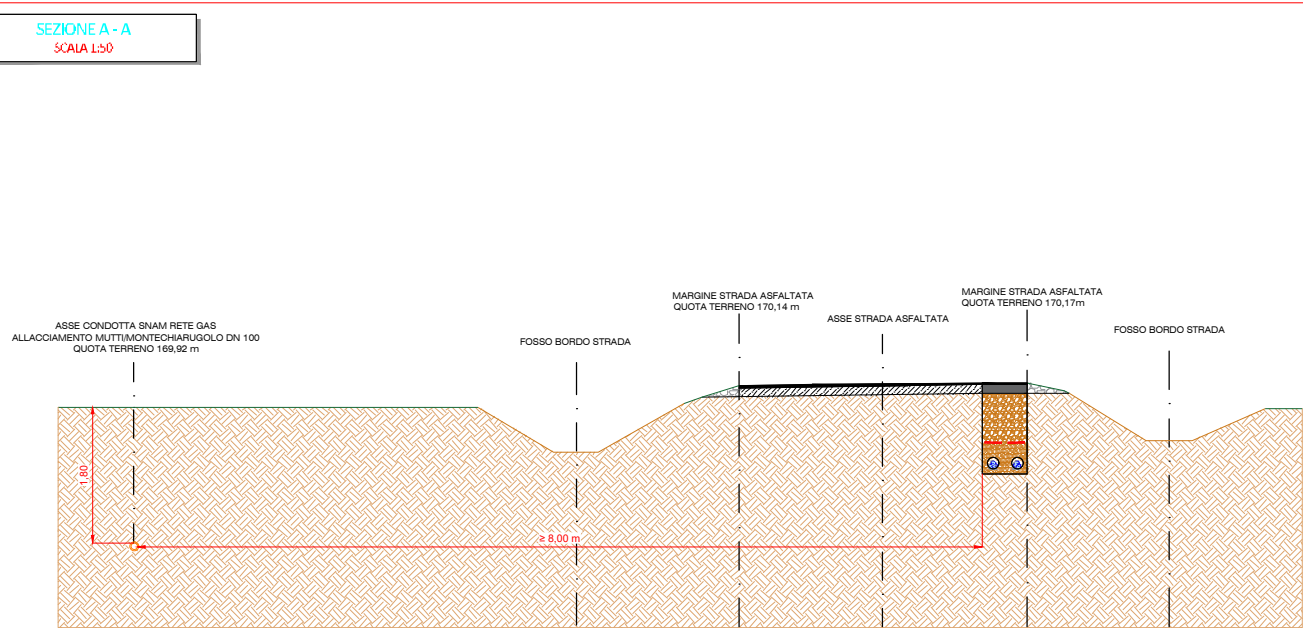 SEZIONE A - A
SCALA 1:50
MARGINE STRADA ASFALTATA
QUOTA TERRENO 170,14 m
MARGINE STRADA ASFALTATA
QUOTA TERRENO 170,17m
ASSE STRADA ASFALTATA
ASSE CONDOTTA SNAM RETE GAS
ALLACCIAMENTO MUTTI/MONTECHIARUGOLO DN 100
QUOTA TERRENO 169,92 m
FOSSO BORDO STRADA
FOSSO BORDO STRADA
1,80
≥ 8,00 m